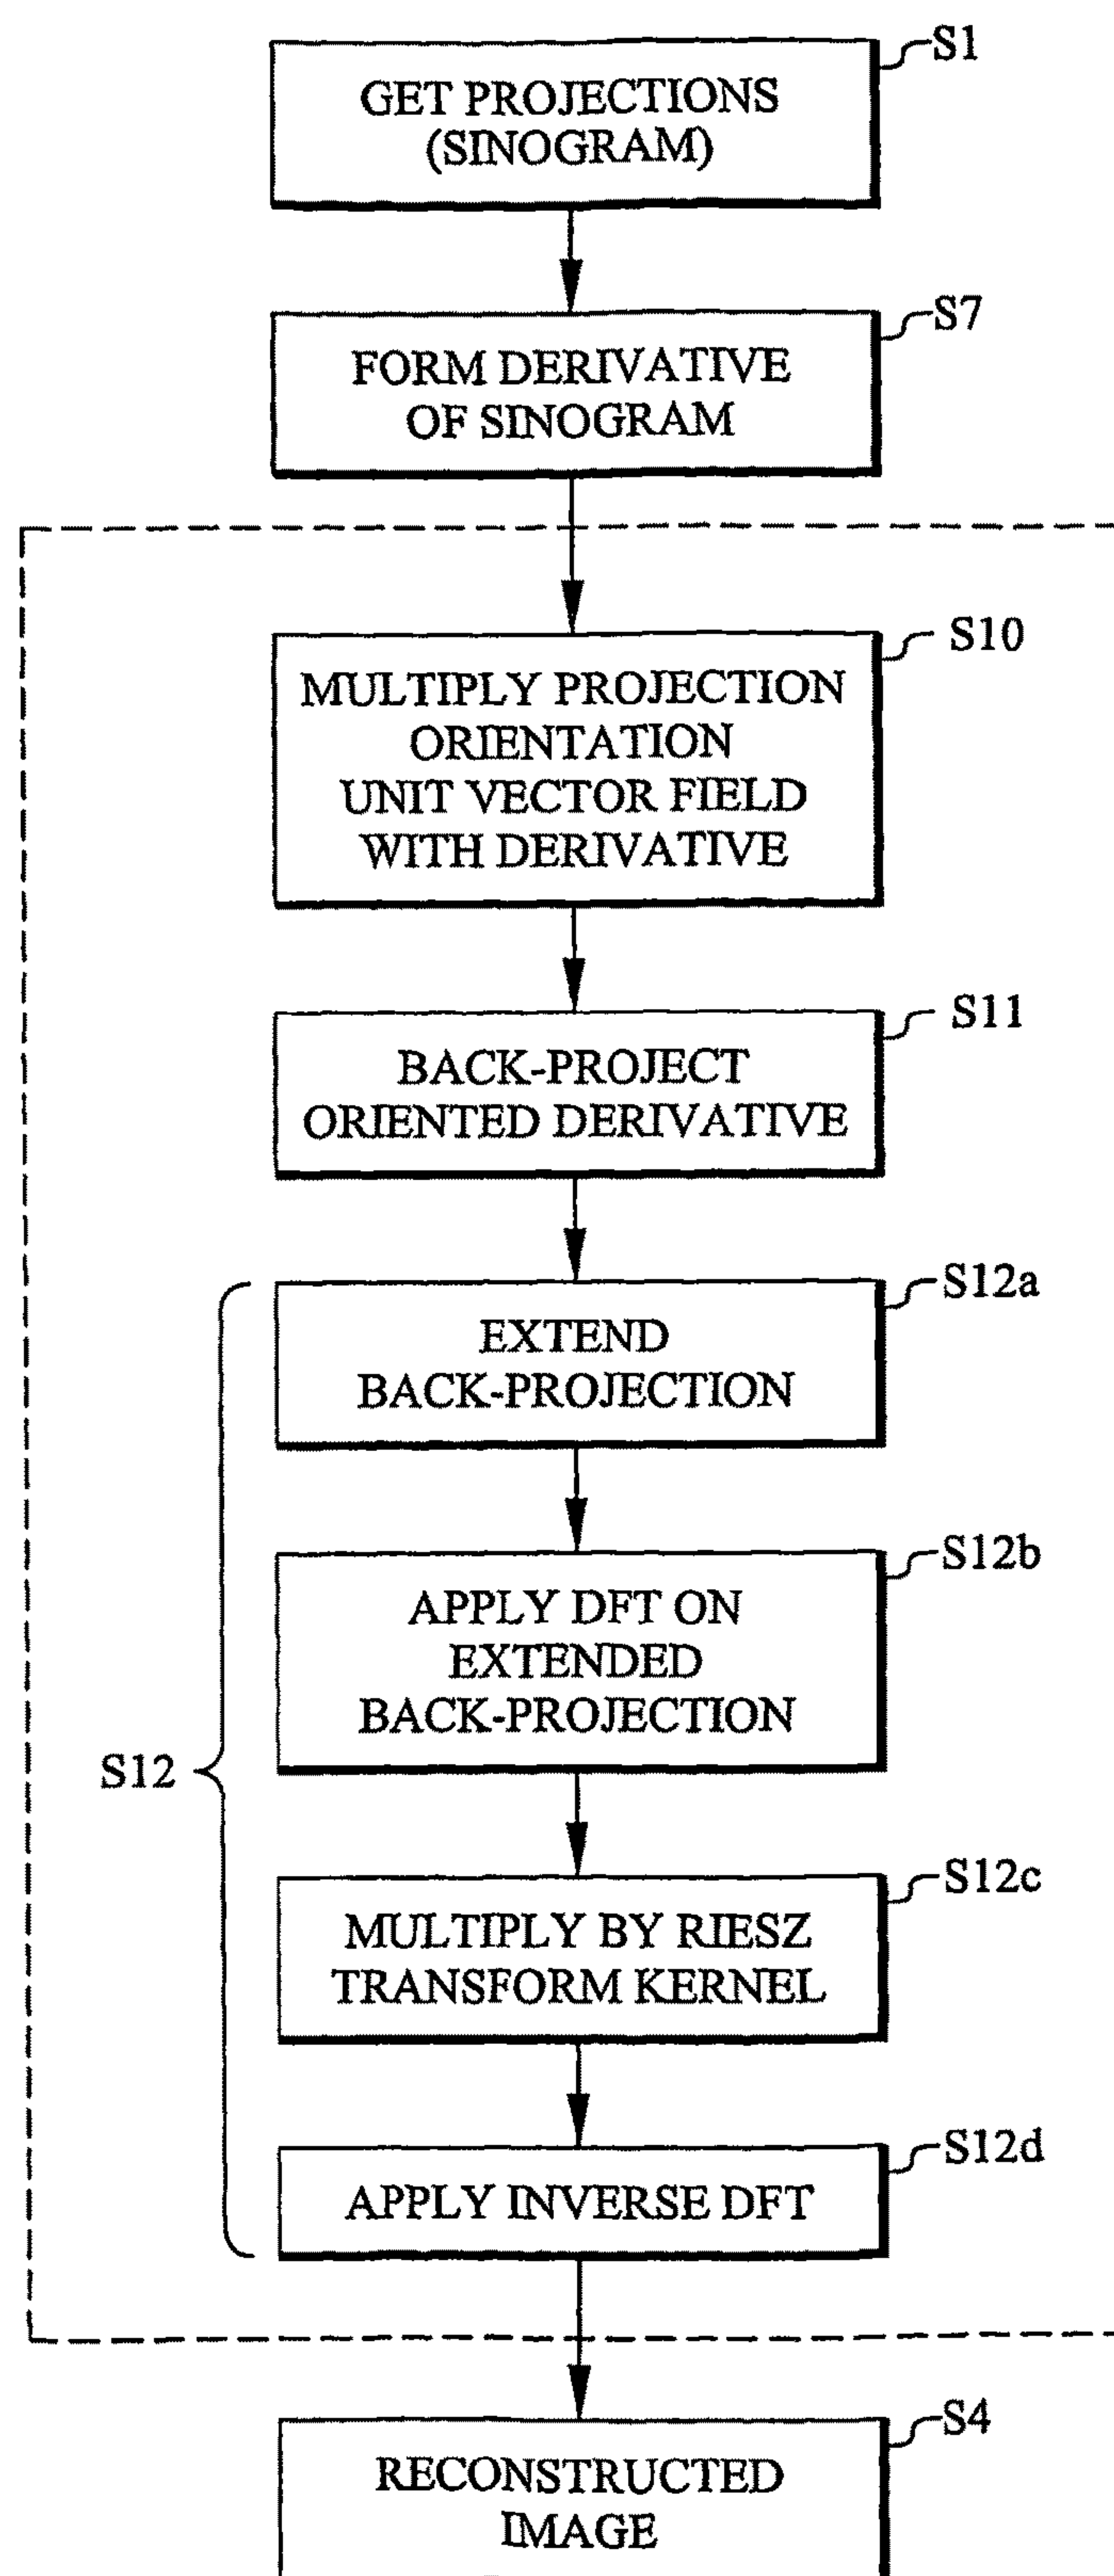 S1
GET PROJECTIONS
(SINOGRAM)
S7
FORM DERIVATIVE
OF SINOGRAM
S10
MULTIPLY PROJECTION
ORIENTATION
UNIT VECTOR FIELD
WITH DERIVATIVE
S11
BACK-PROJECT
ORIENTED DERIVATIVE
S12a
EXTEND
BACK-PROJECTION
S12b
APPLY DFT ON
EXTENDED
BACK-PROJECTION
S12
S12c
MULTIPLY BY RIESZ
TRANSFORM KERNEL
S12d
APPLY INVERSE DFT
S4
RECONSTRUCTED
IMAGE